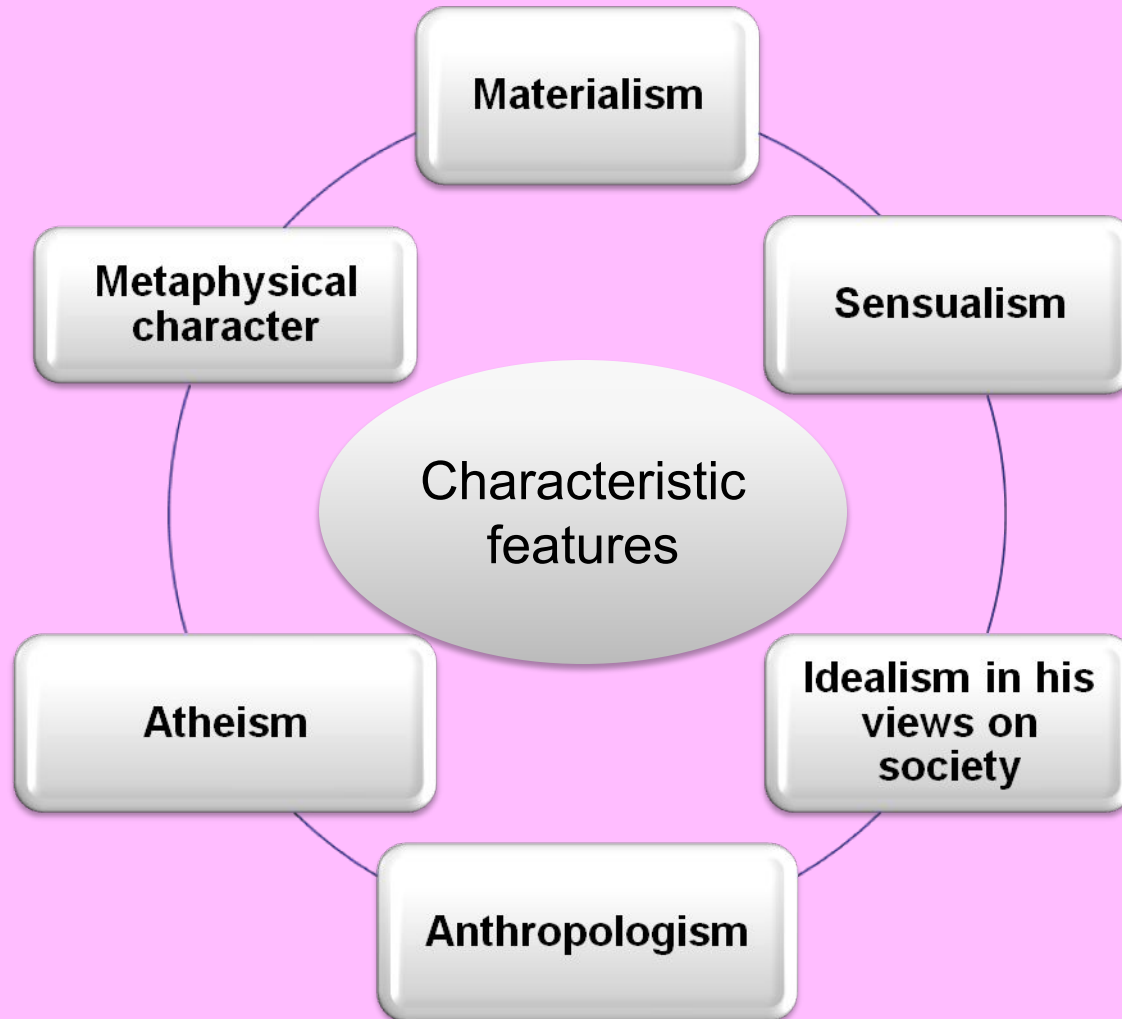 Materialism
Metaphysical
character
Sensualism
Characteristic
features
Idealism in his
views on
society
Atheism
Anthropologism